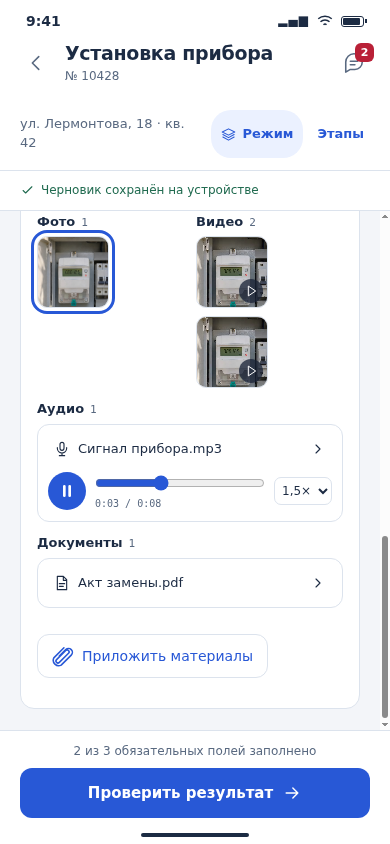 9:41
Установка прибора
№ 10428
2
ул. Лермонтова, 18 · кв.
42
Режим
Этапы
Черновик сохранён на устройстве
Фото 1
Видео 2
Аудио 1
Сигнал прибора.mp3
0:03 / 0:08
1,5×
Документы 1
Акт замены.pdf
Приложить материалы
2 из 3 обязательных полей заполнено
Проверить результат